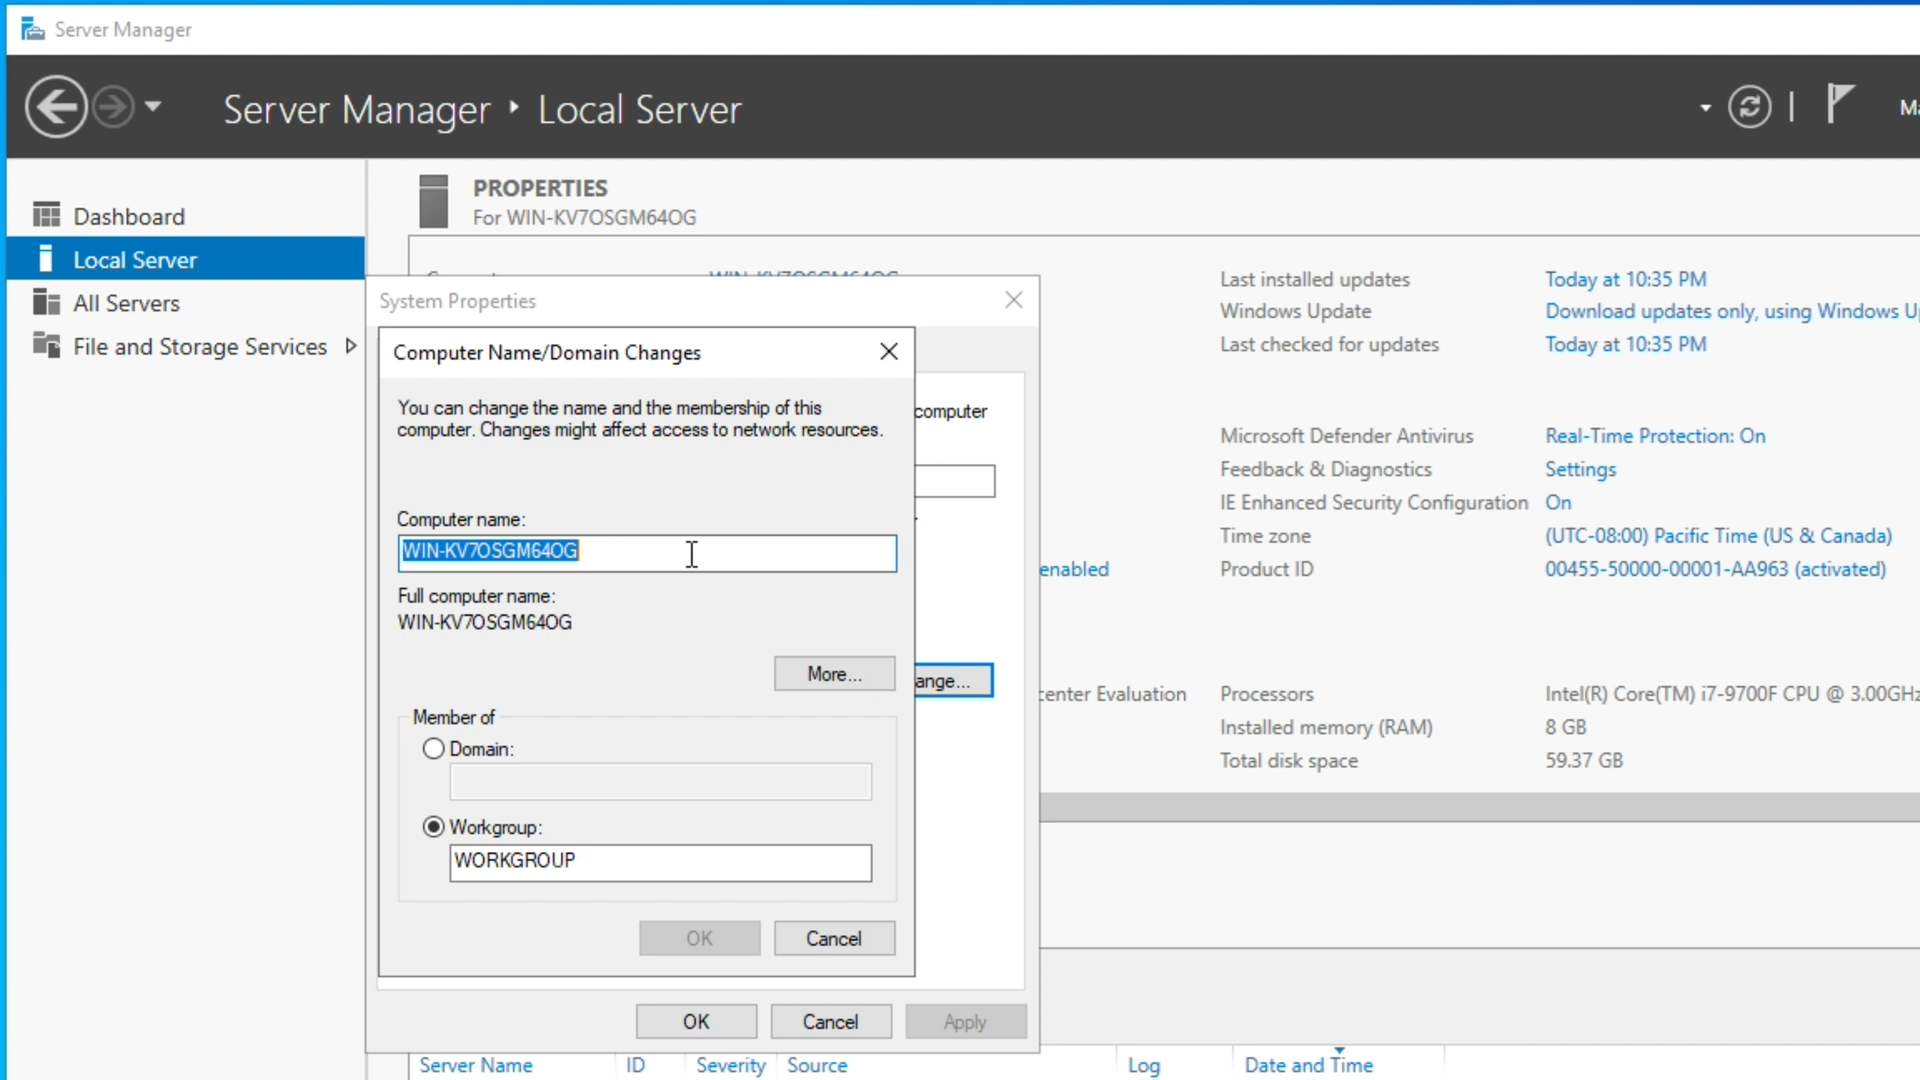 Server Manager
Server Manager ‣ Local Server
Dashboard
Local Server
All Servers
File and Storage Services
PROPERTIES
For WIN-KV7OSGM64OG
WIN-KV7OSGM64OG
Last installed updates Today at 10:35 PM
Windows Update Download updates only, using Windows
Last checked for updates Today at 10:35 PM
Microsoft Defender Antivirus Real-Time Protection: On
Feedback & Diagnostics Settings
IE Enhanced Security Configuration On
Time zone (UTC-08:00) Pacific Time (US & Canada)
enabled Product ID 00455-50000-00001-AA963 (activated)
center Evaluation Processors Intel(R) Core(TM) i7-9700F CPU @ 3.00GHz
Installed memory (RAM) 8 GB
Total disk space 59.37 GB
System Properties
computer
ange...
Computer Name/Domain Changes
You can change the name and the membership of this
computer. Changes might affect access to network resources.
Computer name:
WIN-KV7OSGM64OG
Full computer name:
WIN-KV7OSGM64OG
More...
Member of
Domain:
Workgroup:
WORKGROUP
OK Cancel
OK Cancel Apply
Server Name ID Severity Source Log Date and Time